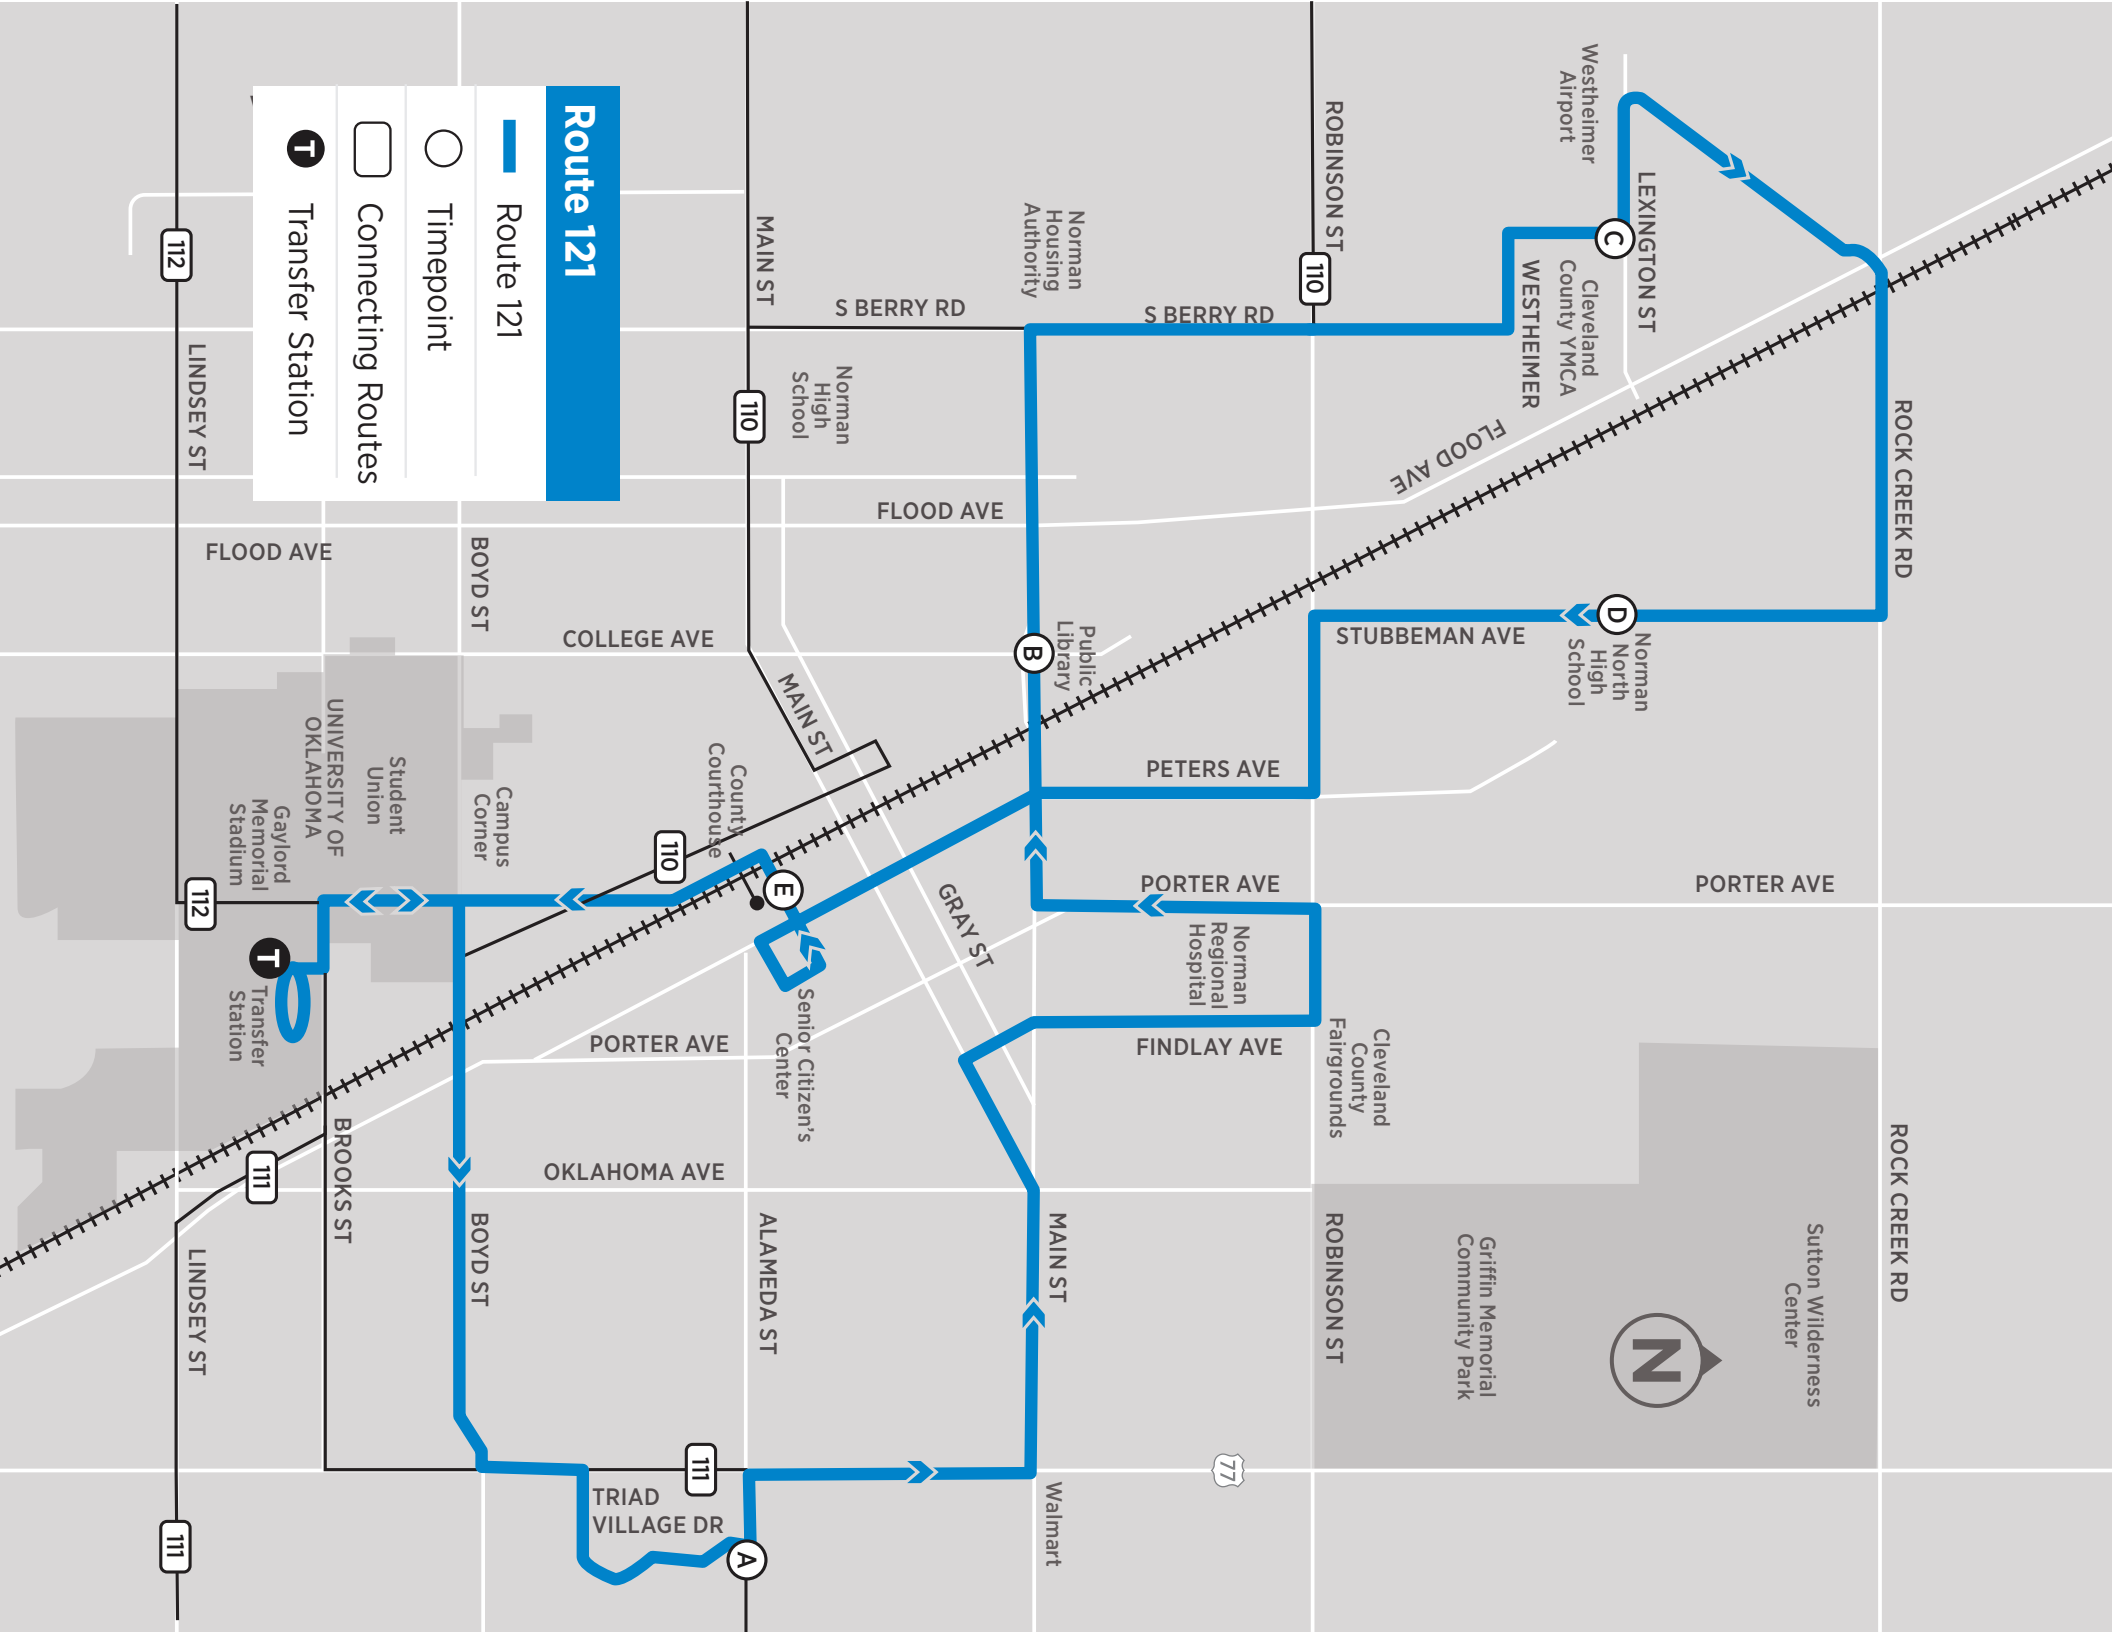 Route 121
Route 121
Timepoint
Connecting Routes
T
Transfer Station
Westheimer
Airport
LEXINGTON ST
C
Cleveland
County YMCA
WESTHEIMER
ROBINSON ST
110
Norman
Housing
Authority
S BERRY RD
S BERRY RD
MAIN ST
110
Norman
High
School
112
LINDSEY ST
FLOOD AVE
FLOOD AVE
FLOOD AVE
BOYD ST
COLLEGE AVE
ROCK CREEK RD
D
Norman
North
High
School
STUBBEMAN AVE
B
Public
Library
PETERS AVE
MAIN ST
County
Courthouse
110
E
UNIVERSITY OF
OKLAHOMA
Student
Union
Gaylord
Memorial
Stadium
Campus
Corner
112
T
Transfer
Station
PORTER AVE
PORTER AVE
Norman
Regional
Hospital
GRAY ST
Senior Citizen's
Center
PORTER AVE
FINDLAY AVE
Cleveland
County
Fairgrounds
BROOKS ST
111
OKLAHOMA AVE
LINDSEY ST
BOYD ST
ALAMEDA ST
MAIN ST
ROBINSON ST
Griffin Memorial
Community Park
Sutton Wilderness
Center
ROCK CREEK RD
N
77
Walmart
111
TRIAD
VILLAGE DR
A
111